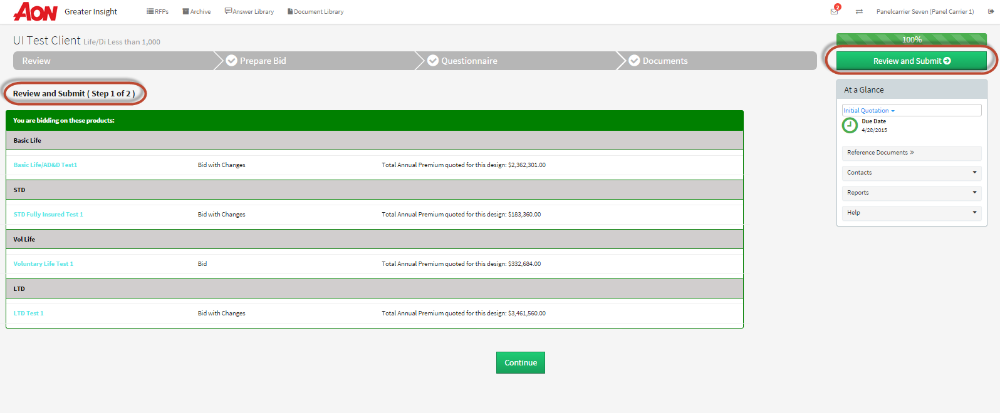 AON Greater Insight RFPs Archive Answer Library Document Library 2 Panelcarrier Seven (Panel Carrier 1)
UI Test Client Life/Di Less than 1,000
100%
Review Prepare Bid Questionnaire Documents
Review and Submit
Review and Submit ( Step 1 of 2 )
You are bidding on these products:
Basic Life
Basic Life/AD&D Test1 Bid with Changes Total Annual Premium quoted for this design: $2,362,301.00
STD
STD Fully Insured Test 1 Bid with Changes Total Annual Premium quoted for this design: $183,360.00
Vol Life
Voluntary Life Test 1 Bid Total Annual Premium quoted for this design: $332,684.00
LTD
LTD Test 1 Bid with Changes Total Annual Premium quoted for this design: $3,461,560.00
Continue
At a Glance
Initial Quotation
Due Date
4/28/2015
Reference Documents »
Contacts
Reports
Help